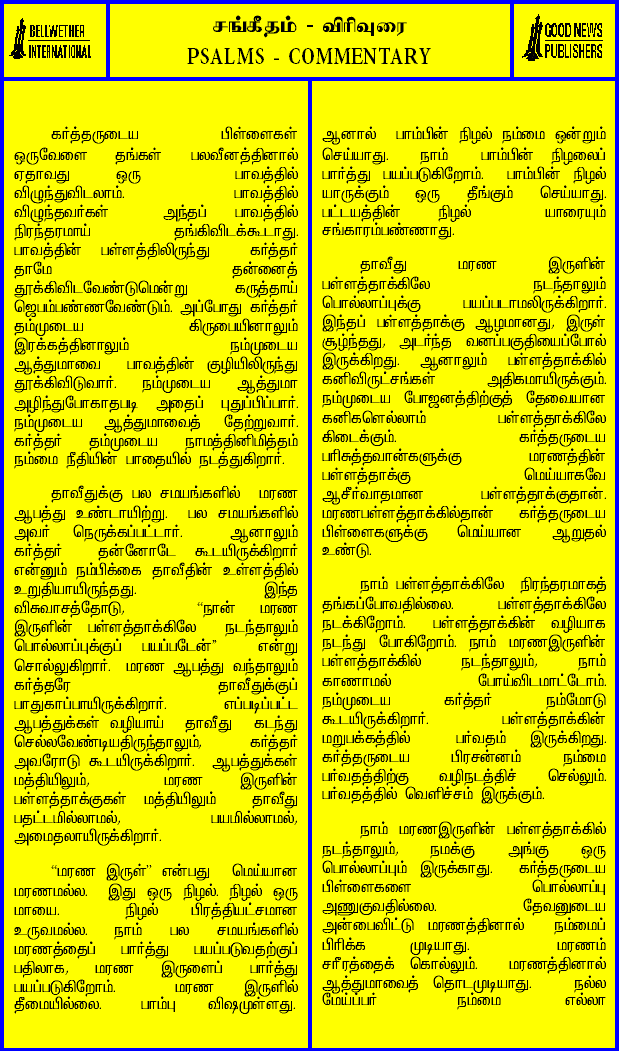 BELLWETHER
INTERNATIONAL
சங்கீதம் - விரிவுரை
PSALMS - COMMENTARY
GOOD NEWS
PUBLISHERS
கர்த்தருடைய பிள்ளைகள்
ஒருவேளை தங்கள் பலவீனத்தினால்
ஏதாவது ஒரு பாவத்தில்
விழுந்துவிடலாம். பாவத்தில்
விழுந்தவர்கள் அந்தப் பாவத்தில்
நிரந்தரமாய் தங்கிவிடக்கூடாது.
பாவத்தின் பள்ளத்திலிருந்து கர்த்தர்
தாமே தன்னைத்
தூக்கிவிடவேண்டுமென்று கருத்தாய்
ஜெபம்பண்ணவேண்டும். அப்போது கர்த்தர்
தம்முடைய கிருபையினாலும்
இரக்கத்தினாலும் நம்முடைய
ஆத்துமாவை பாவத்தின் குழியிலிருந்து
தூக்கிவிடுவார். நம்முடைய ஆத்துமா
அழிந்துபோகாதபடி அதைப் புதுப்பிப்பார்.
நம்முடைய ஆத்துமாவைத் தேற்றுவார்.
கர்த்தர் தம்முடைய நாமத்தினிமித்தம்
நம்மை நீதியின் பாதையில் நடத்துகிறார்.
தாவீதுக்கு பல சமயங்களில் மரண
ஆபத்து உண்டாயிற்று. பல சமயங்களில்
அவர் நெருக்கப்பட்டார். ஆனாலும்
கர்த்தர் தன்னோடே கூடயிருக்கிறார்
என்னும் நம்பிக்கை தாவீதின் உள்ளத்தில்
உறுதியாயிருந்தது. இந்த
விசுவாசத்தோடு, “நான் மரண
இருளின் பள்ளத்தாக்கிலே நடந்தாலும்
பொல்லாப்புக்குப் பயப்படேன்” என்று
சொல்லுகிறார். மரண ஆபத்து வந்தாலும்
கர்த்தரே தாவீதுக்குப்
பாதுகாப்பாயிருக்கிறார். எப்படிப்பட்ட
ஆபத்துக்கள் வழியாய் தாவீது கடந்து
செல்லவேண்டியதிருந்தாலும், கர்த்தர்
அவரோடு கூடயிருக்கிறார். ஆபத்துக்கள்
மத்தியிலும், மரண இருளின்
பள்ளத்தாக்குகள் மத்தியிலும் தாவீது
பதட்டமில்லாமல், பயமில்லாமல்,
அமைதலாயிருக்கிறார்.
“மரண இருள்” என்பது மெய்யான
மரணமல்ல. இது ஒரு நிழல். நிழல் ஒரு
மாயை. நிழல் பிரத்தியட்சமான
உருவமல்ல. நாம் பல சமயங்களில்
மரணத்தைப் பார்த்து பயப்படுவதற்குப்
பதிலாக, மரண இருளைப் பார்த்து
பயப்படுகிறோம். மரண இருளில்
தீமையில்லை. பாம்பு விஷமுள்ளது.
ஆனால் பாம்பின் நிழல் நம்மை ஒன்றும்
செய்யாது. நாம் பாம்பின் நிழலைப்
பார்த்து பயப்படுகிறோம். பாம்பின் நிழல்
யாருக்கும் ஒரு தீங்கும் செய்யாது.
பட்டயத்தின் நிழல் யாரையும்
சங்காரம்பண்ணாது.
தாவீது மரண இருளின்
பள்ளத்தாக்கிலே நடந்தாலும்
பொல்லாப்புக்கு பயப்படாமலிருக்கிறார்.
இந்தப் பள்ளத்தாக்கு ஆழமானது, இருள்
சூழ்ந்தது, அடர்ந்த வனப்பகுதியைப்போல்
இருக்கிறது. ஆனாலும் பள்ளத்தாக்கில்
கனிவிருட்சங்கள் அதிகமாயிருக்கும்.
நம்முடைய போஜனத்திற்குத் தேவையான
கனிகளெல்லாம் பள்ளத்தாக்கிலே
கிடைக்கும். கர்த்தருடைய
பரிசுத்தவான்களுக்கு மரணத்தின்
பள்ளத்தாக்கு மெய்யாகவே
ஆசீர்வாதமான பள்ளத்தாக்குதான்.
மரணபள்ளத்தாக்கில்தான் கர்த்தருடைய
பிள்ளைகளுக்கு மெய்யான ஆறுதல்
உண்டு.
நாம் பள்ளத்தாக்கிலே நிரந்தரமாகத்
தங்கப்போவதில்லை. பள்ளத்தாக்கிலே
நடக்கிறோம். பள்ளத்தாக்கின் வழியாக
நடந்து போகிறோம். நாம் மரணஇருளின்
பள்ளத்தாக்கில் நடந்தாலும், நாம்
காணாமல் போய்விடமாட்டோம்.
நம்முடைய கர்த்தர் நம்மோடு
கூடயிருக்கிறார். பள்ளத்தாக்கின்
மறுபக்கத்தில் பர்வதம் இருக்கிறது.
கர்த்தருடைய பிரசன்னம் நம்மை
பர்வதத்திற்கு வழிநடத்திச் செல்லும்.
பர்வதத்தில் வெளிச்சம் இருக்கும்.
நாம் மரணஇருளின் பள்ளத்தாக்கில்
நடந்தாலும், நமக்கு அங்கு ஒரு
பொல்லாப்பும் இருக்காது. கர்த்தருடைய
பிள்ளைகளை பொல்லாப்பு
அணுகுவதில்லை. தேவனுடைய
அன்பைவிட்டு மரணத்தினால் நம்மைப்
பிரிக்க முடியாது. மரணம்
சரீரத்தைக் கொல்லும். மரணத்தினால்
ஆத்துமாவைத் தொடமுடியாது. நல்ல
மேய்ப்பர் நம்மை எல்லா